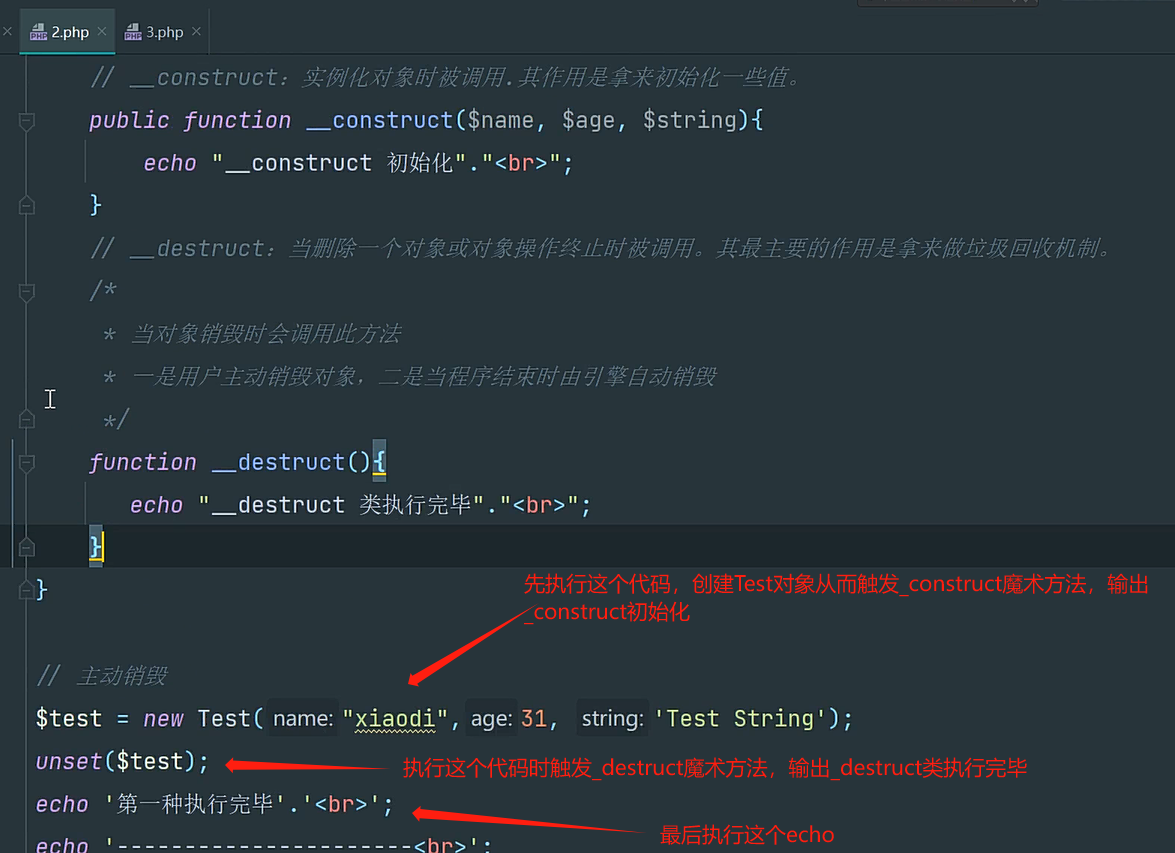 2.php 3.php
// __construct：实例化对象时被调用.其作用是拿来初始化一些值。
public function __construct($name, $age, $string){
echo "__construct 初始化"."<br>";
}
// __destruct：当删除一个对象或对象操作终止时被调用。其最主要的作用是拿来做垃圾回收机制。
/*
* 当对象销毁时会调用此方法
* 一是用户主动销毁对象，二是当程序结束时由引擎自动销毁
*/
function __destruct(){
echo "__destruct 类执行完毕"."<br>";
}
}
先执行这个代码，创建Test对象从而触发_construct魔术方法，输出
_construct初始化
// 主动销毁
$test = new Test( name: "xiaodi", age: 31, string: 'Test String');
unset($test);
执行这个代码时触发_destruct魔术方法，输出_destruct类执行完毕
echo '第一种执行完毕'.'<br>';
最后执行这个echo
echo '----------------------<br>';